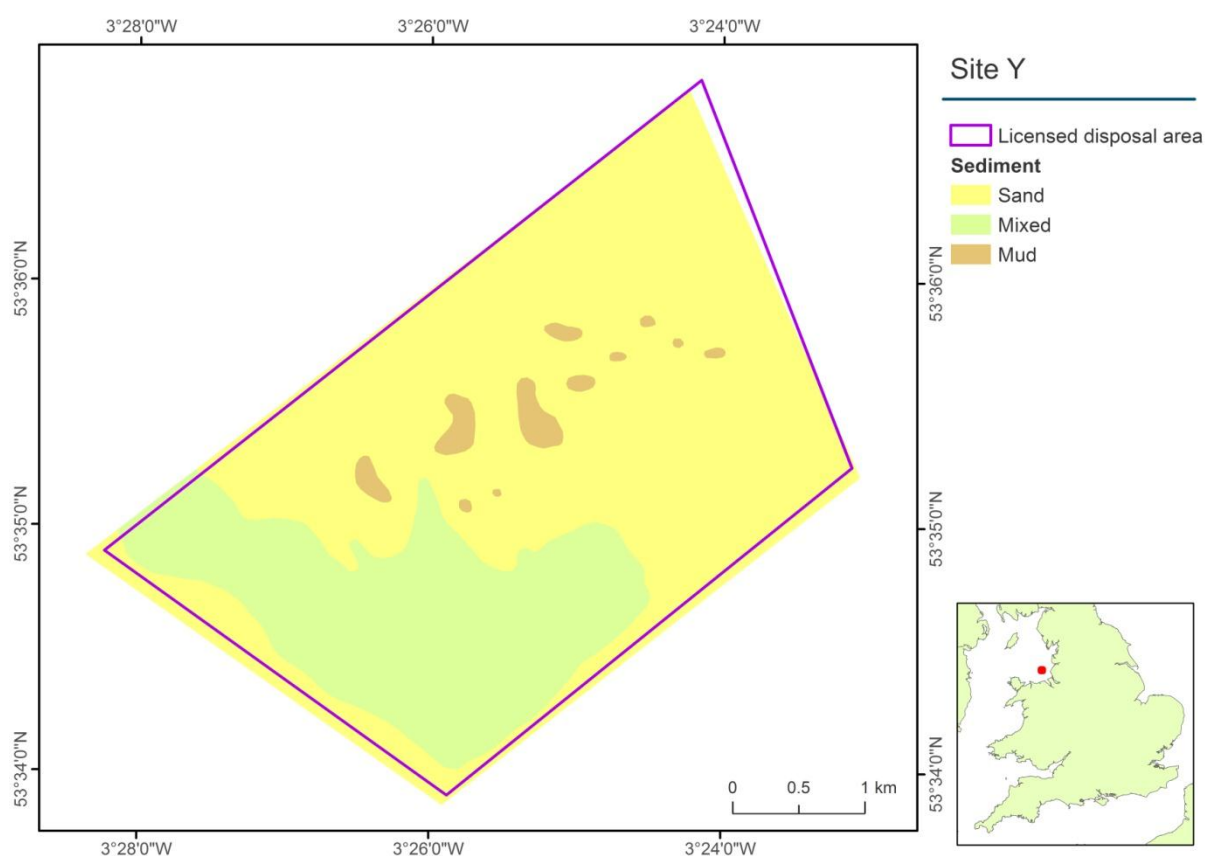 3°28'0"W
3°26'0"W
3°24'0"W
Site Y
Licensed disposal area
Sediment
Sand
Mixed
Mud
53°36'0"N
53°36'0"N
53°35'0"N
53°35'0"N
53°34'0"N
53°34'0"N
0 0.5 1 km
3°28'0"W
3°26'0"W
3°24'0"W